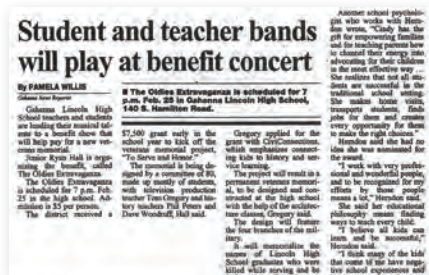 Student and teacher bands
will play at benefit concert
By PAMELA WILLIS
Gahanna News Reporter
Gahanna Lincoln High
School teachers and students
are lending their musical tal-
ents to a benefit show that
will help pay for a new vet-
erans memorial.
Junior Ryan Hall is orga-
nizing the benefit, called
The Oldies Extravaganza.
The Oldies Extravaganza
is scheduled for 7 p.m. Feb.
25 in the high school. Ad-
mission is $5 per person.
The district received a
■ The Oldies Extravaganza is scheduled for 7
p.m. Feb. 25 in Gahanna Lincoln High School,
140 S. Hamilton Road.
$7,500 grant early in the
school year to kick off the
veterans memorial project,
"To Serve and Honor."
The memorial is being de-
signed by a committee of 80,
made up mostly of students,
with television production
teacher Tom Gregory and his-
tory teachers Phil Peters and
Dave Woodruff, Hall said.
Gregory applied for the
grant with CivicConnections,
which emphasizes connect-
ing kids to history and ser-
vice learning.
The project will result in a
permanent veterans memori-
al, to be designed and con-
structed at the high school
with the help of the architec-
ture classes, Gregory said.
The design will feature
the four branches of the mil-
itary.
It will memorialize the
names of Lincoln High
School graduates who were
killed while serving and be
Another school psycholo-
gist who works with Hern-
don wrote, "Cindy has the
gift for empowering families
and for teaching parents how
to channel their energy into
advocating for their children
in the most effective way ...
She realizes that not all stu-
dents are successful in the
traditional school setting.
She makes home visits,
transports students, finds
jobs for them and creates
every opportunity for them
to make the right choices."
Herndon said she had no
idea she was nominated for
the award.
"I work with very profes-
sional and wonderful people,
and to be recognized for my
efforts by those people
means a lot," Herndon said.
She said her educational
philosophy means finding
ways to teach every child.
"I believe all kids can
learn and be successful,"
Herndon said.
"I think many of the kids
that come to me have nega-
tive school experiences and